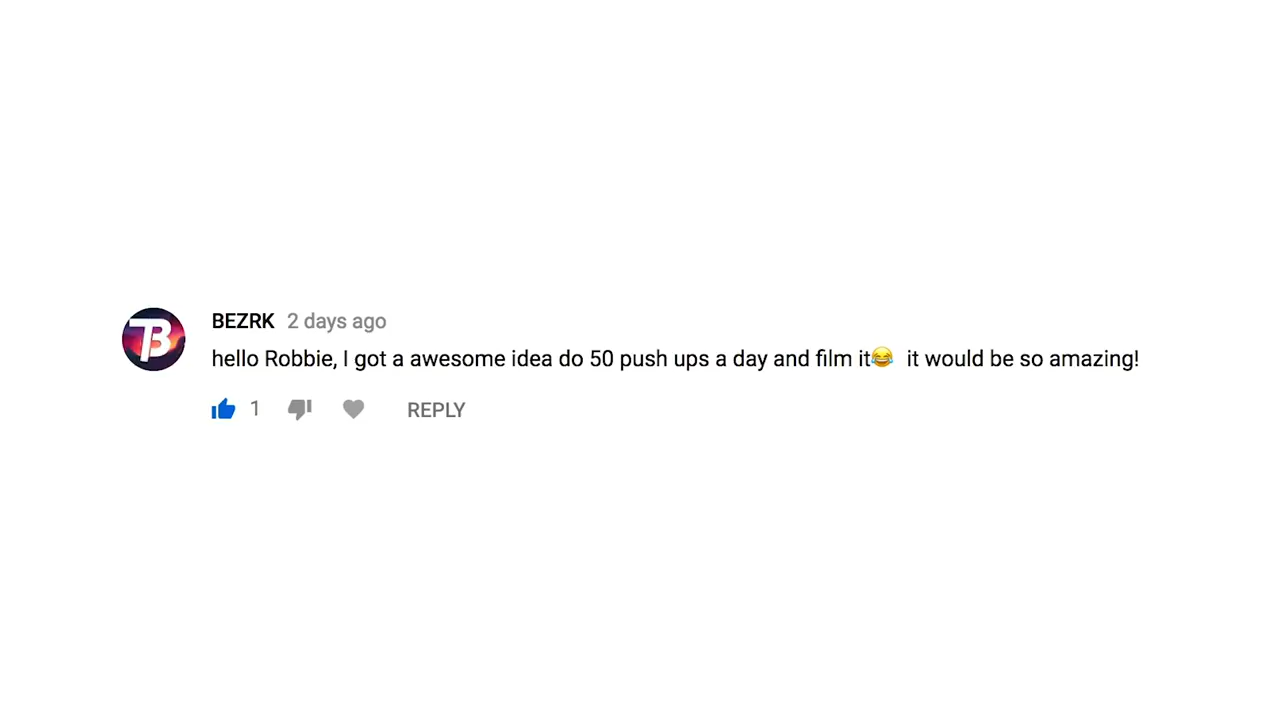 TB
BEZRK 2 days ago
hello Robbie, I got a awesome idea do 50 push ups a day and film it😂 it would be so amazing!
1 REPLY